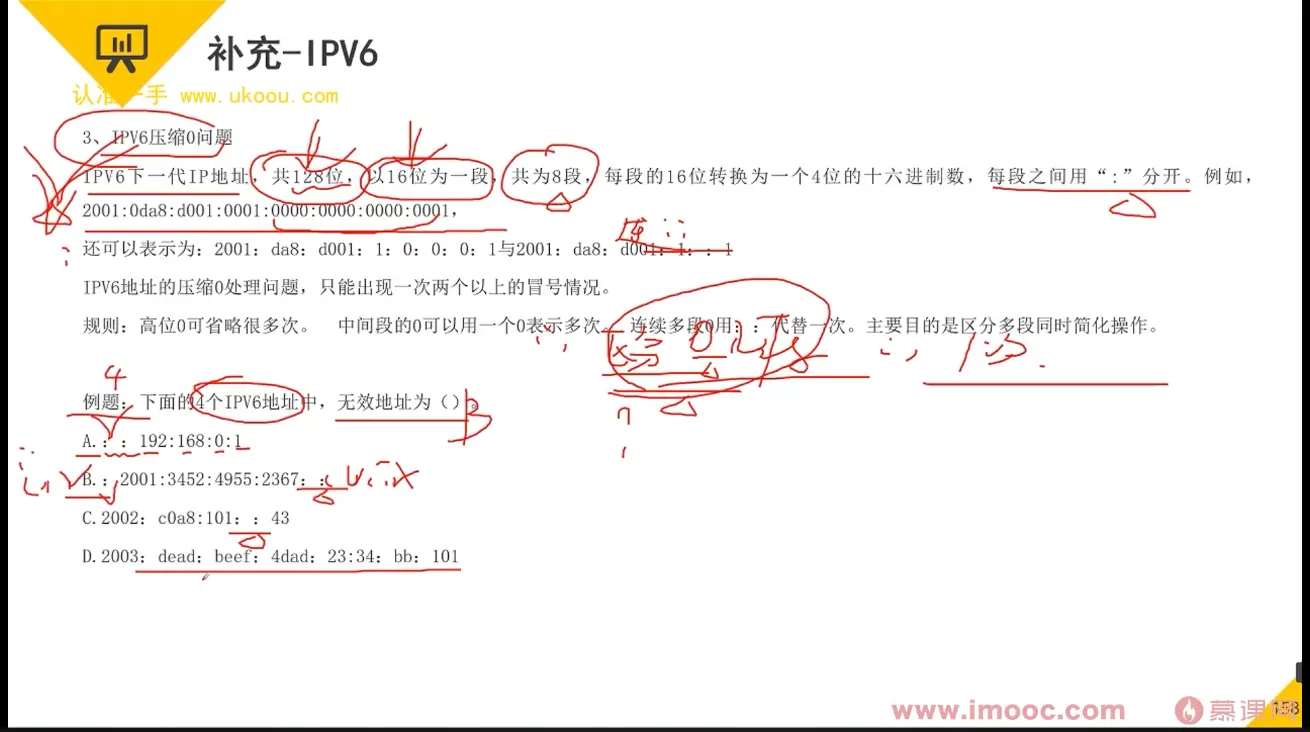 补充-IPV6
认准一手 www.ukoou.com
3、IPV6压缩0问题
IPV6下一代IP地址，共128位，以16位为一段，共为8段，每段的16位转换为一个4位的十六进制数，每段之间用“:”分开。例如，
2001:0da8:d001:0001:0000:0000:0000:0001，
还可以表示为：2001：da8：d001：1：0：0：0：1与2001：da8：d001：1：：1
IPV6地址的压缩0处理问题，只能出现一次两个以上的冒号情况。
规则：高位0可省略很多次。 中间段的0可以用一个0表示多次。 连续多段0用：：代替一次。主要目的是区分多段同时简化操作。
4
例题：下面的4个IPV6地址中，无效地址为（）。
B
A.：：192:168:0:1
B.：2001:3452:4955:2367：：
C.2002：c0a8:101：：43
D.2003：dead：beef：4dad：23:34：bb：101
www.imooc.com
慕课网
158